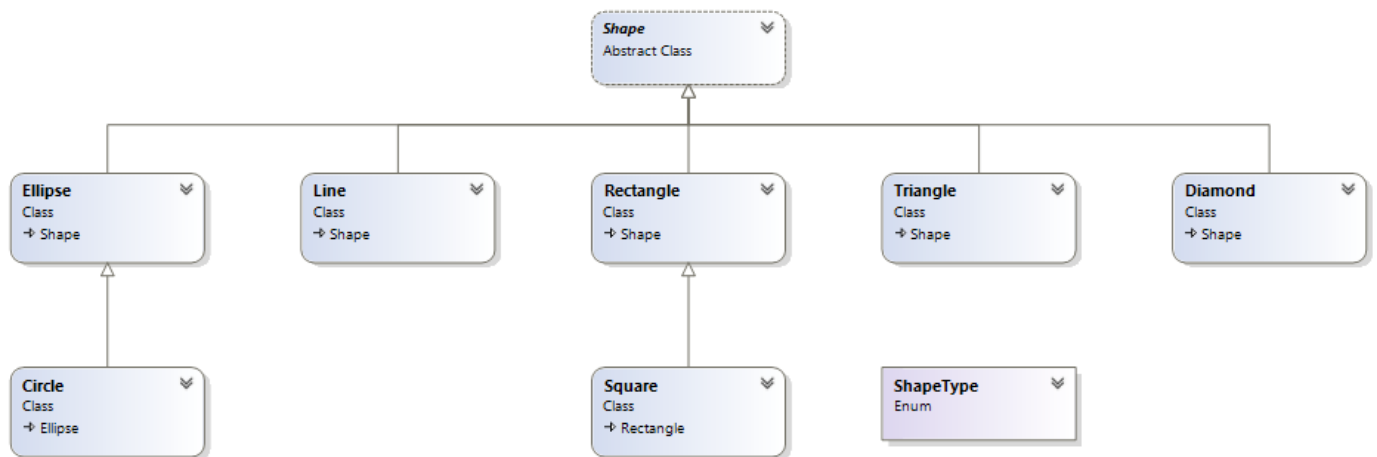 Shape
Abstract Class
Ellipse
Class
Shape
Line
Class
Shape
Rectangle
Class
Shape
Triangle
Class
Shape
Diamond
Class
Shape
Circle
Class
Ellipse
Square
Class
Rectangle
ShapeType
Enum